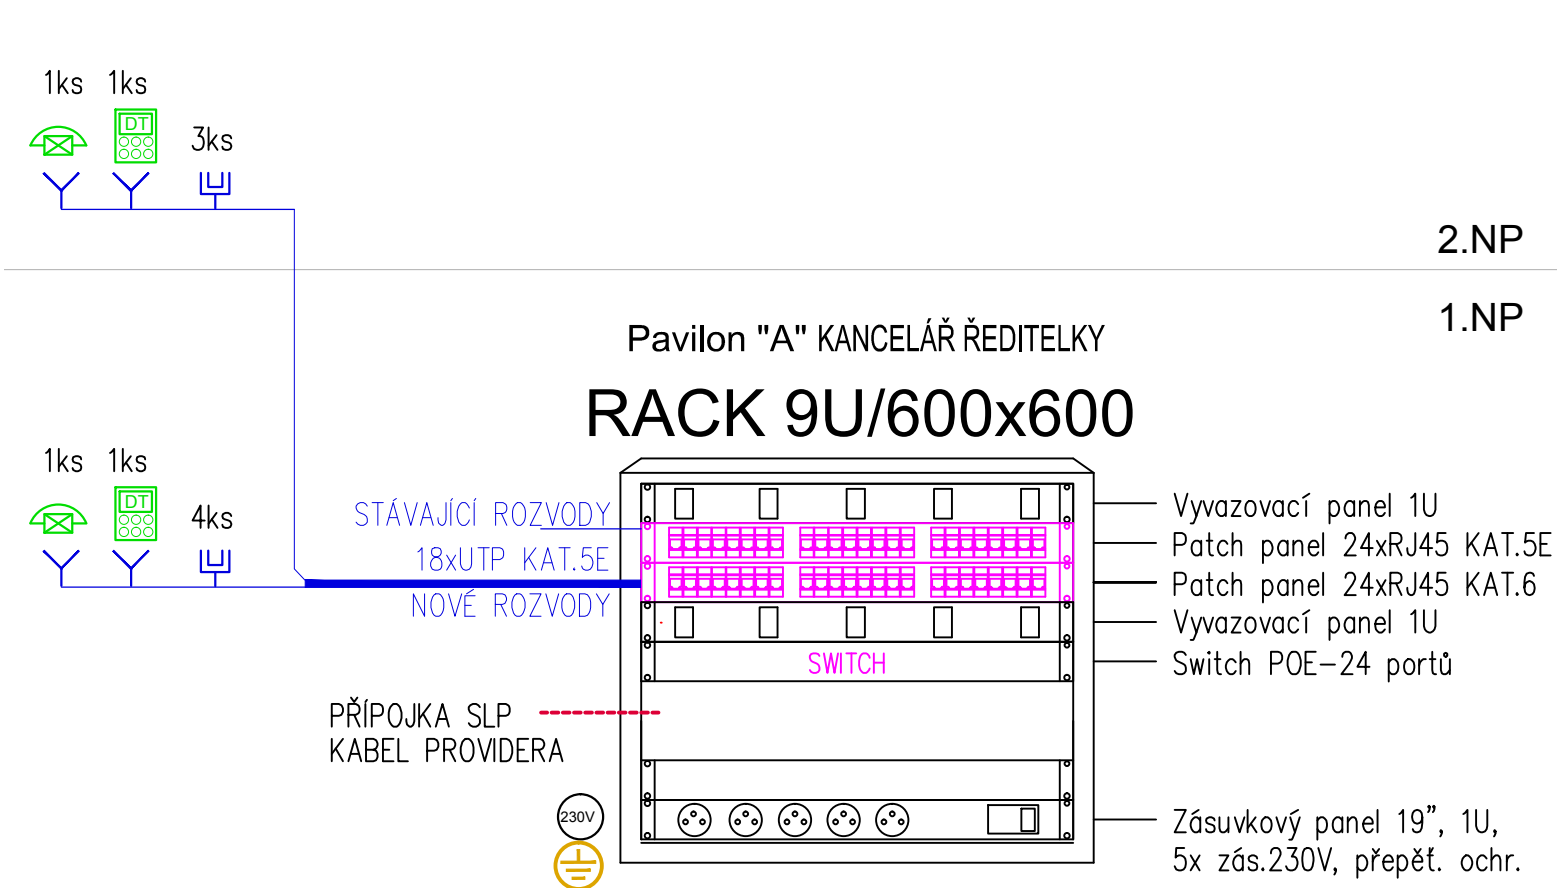 1ks 1ks
DT
3ks
2.NP
1.NP
Pavilon "A" KANCELÁŘ ŘEDITELKY
RACK 9U/600x600
1ks 1ks
DT
4ks
STÁVAJÍCÍ ROZVODY
18xUTP KAT.5E
NOVÉ ROZVODY
Vyvazovací panel 1U
Patch panel 24xRJ45 KAT.5E
Patch panel 24xRJ45 KAT.6
Vyvazovací panel 1U
SWITCH
Switch POE-24 portů
PŘÍPOJKA SLP
KABEL PROVIDERA
230V
Zásuvkový panel 19", 1U,
5x zás.230V, přepěť. ochr.